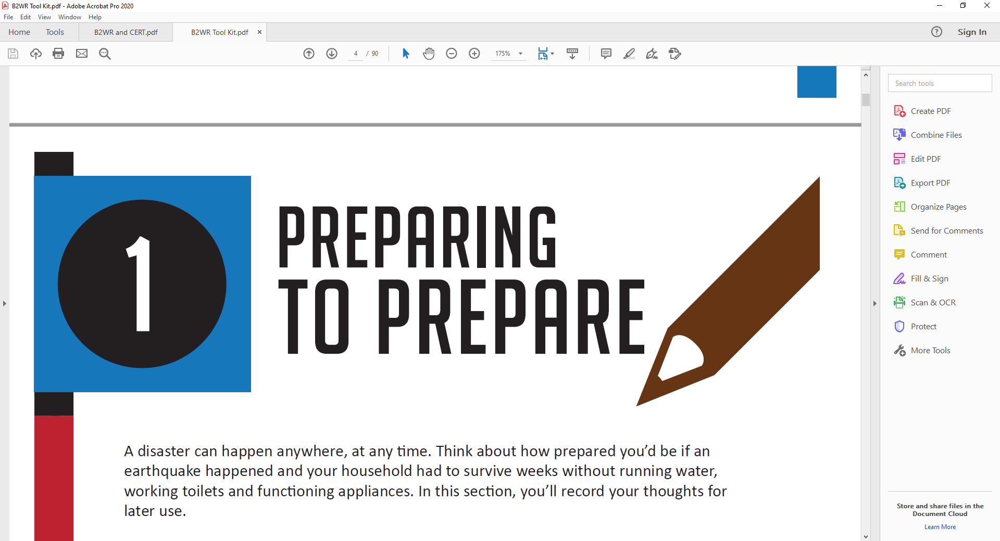 B2WR Tool Kit.pdf - Adobe Acrobat Pro 2020
File Edit View Window Help
Home Tools B2WR and CERT.pdf B2WR Tool Kit.pdf × ? Sign In
4 / 90 175%
Search tools
Create PDF
Combine Files
Edit PDF
Export PDF
Organize Pages
Send for Comments
Comment
Fill & Sign
Scan & OCR
Protect
More Tools
1
PREPARING
TO PREPARE
A disaster can happen anywhere, at any time. Think about how prepared you’d be if an
earthquake happened and your household had to survive weeks without running water,
working toilets and functioning appliances. In this section, you’ll record your thoughts for
later use.
Store and share files in the
Document Cloud
Learn More